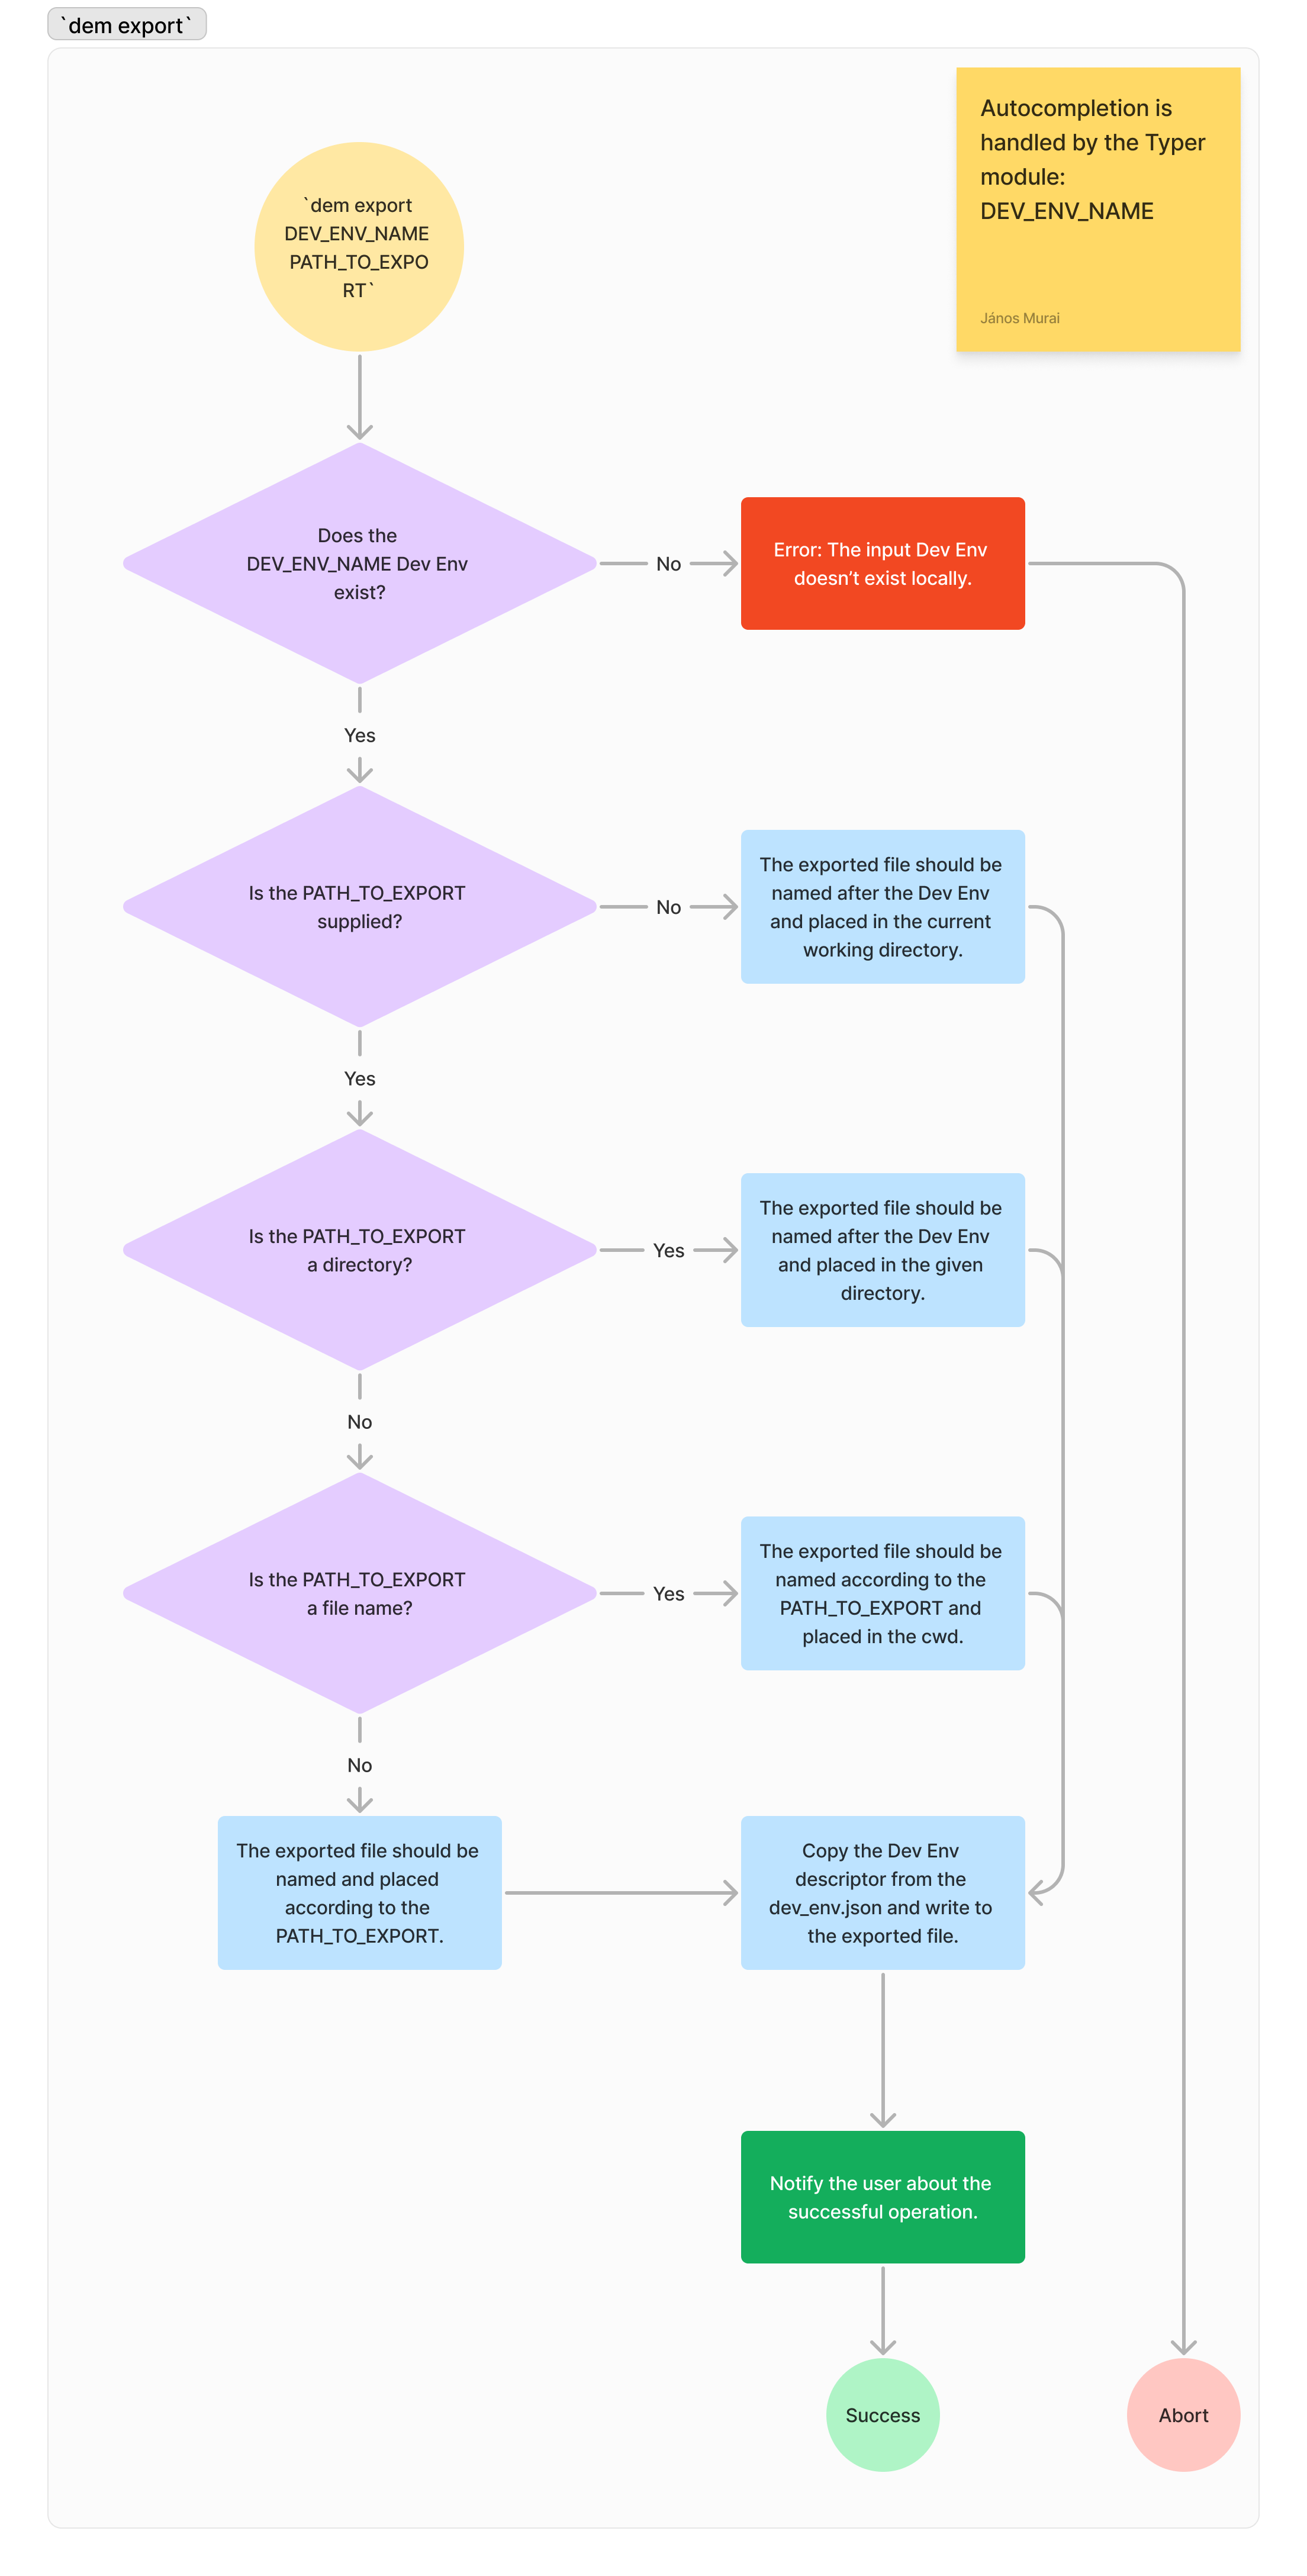 `dem export`
Autocompletion is
handled by the Typer
module:
DEV_ENV_NAME
János Murai
`dem export
DEV_ENV_NAME
PATH_TO_EXPO
RT`
Does the
DEV_ENV_NAME Dev Env
exist?
No
Error: The input Dev Env
doesn’t exist locally.
Yes
Is the PATH_TO_EXPORT
supplied?
No
The exported file should be
named after the Dev Env
and placed in the current
working directory.
Yes
Is the PATH_TO_EXPORT
a directory?
Yes
The exported file should be
named after the Dev Env
and placed in the given
directory.
No
Is the PATH_TO_EXPORT
a file name?
Yes
The exported file should be
named according to the
PATH_TO_EXPORT and
placed in the cwd.
No
The exported file should be
named and placed
according to the
PATH_TO_EXPORT.
Copy the Dev Env
descriptor from the
dev_env.json and write to
the exported file.
Notify the user about the
successful operation.
Success
Abort